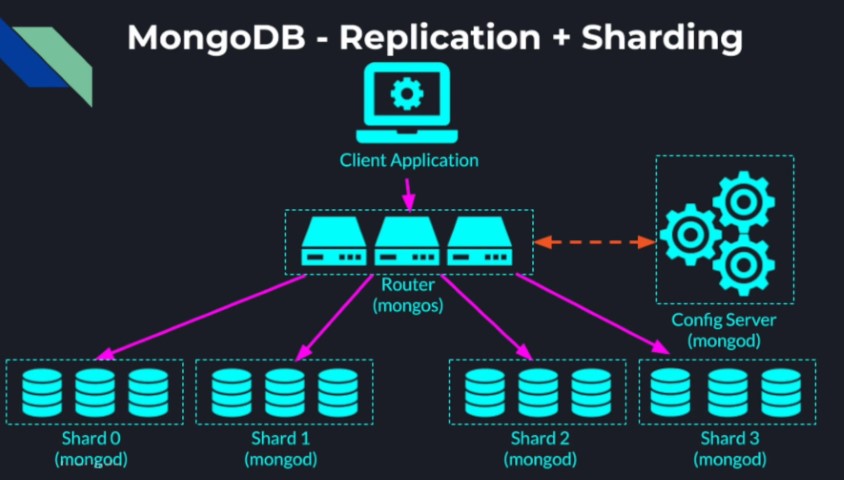 MongoDB - Replication + Sharding
Client Application
Router
(mongos)
Config Server
(mongod)
Shard 0
(mongod)
Shard 1
(mongod)
Shard 2
(mongod)
Shard 3
(mongod)